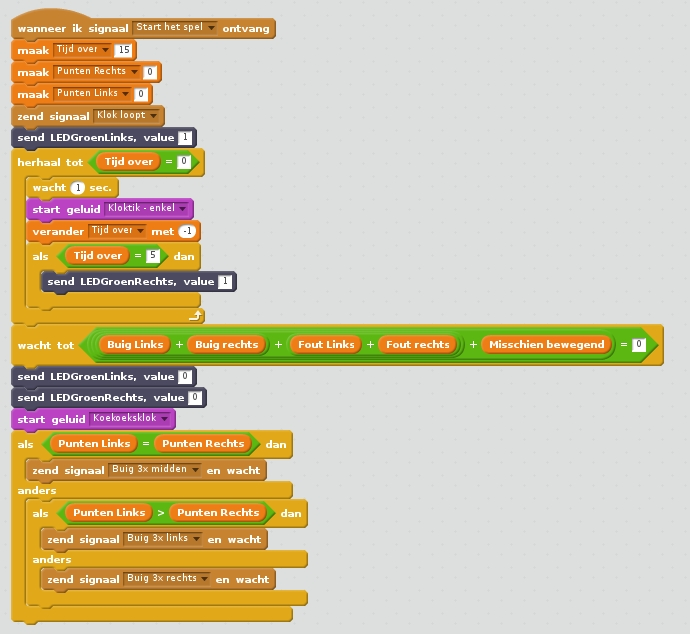 wanneer ik signaal Start het spel ontvang
maak Tijd over 15
maak Punten Rechts 0
maak Punten Links 0
zend signaal Klok loopt
send LEDGroenLinks, value 1
herhaal tot Tijd over = 0
wacht 1 sec.
start geluid Kloktik - enkel
verander Tijd over met -1
als Tijd over = 5 dan
send LEDGroenRechts, value 1
wacht tot Buig Links + Buig rechts + Fout Links + Fout rechts + Misschien bewegend = 0
send LEDGroenLinks, value 0
send LEDGroenRechts, value 0
start geluid Koekoeksklok
als Punten Links = Punten Rechts dan
zend signaal Buig 3x midden en wacht
anders
als Punten Links > Punten Rechts dan
zend signaal Buig 3x links en wacht
anders
zend signaal Buig 3x rechts en wacht